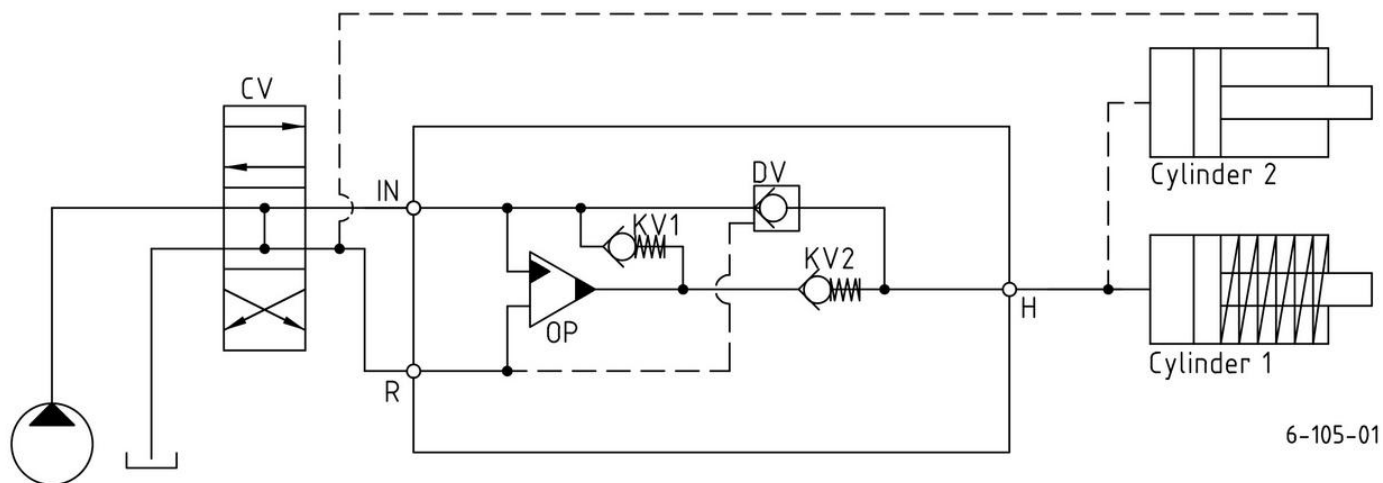 CV
Cylinder 2
IN
DV
KV1
KV2
OP
H
Cylinder 1
R
6-105-01